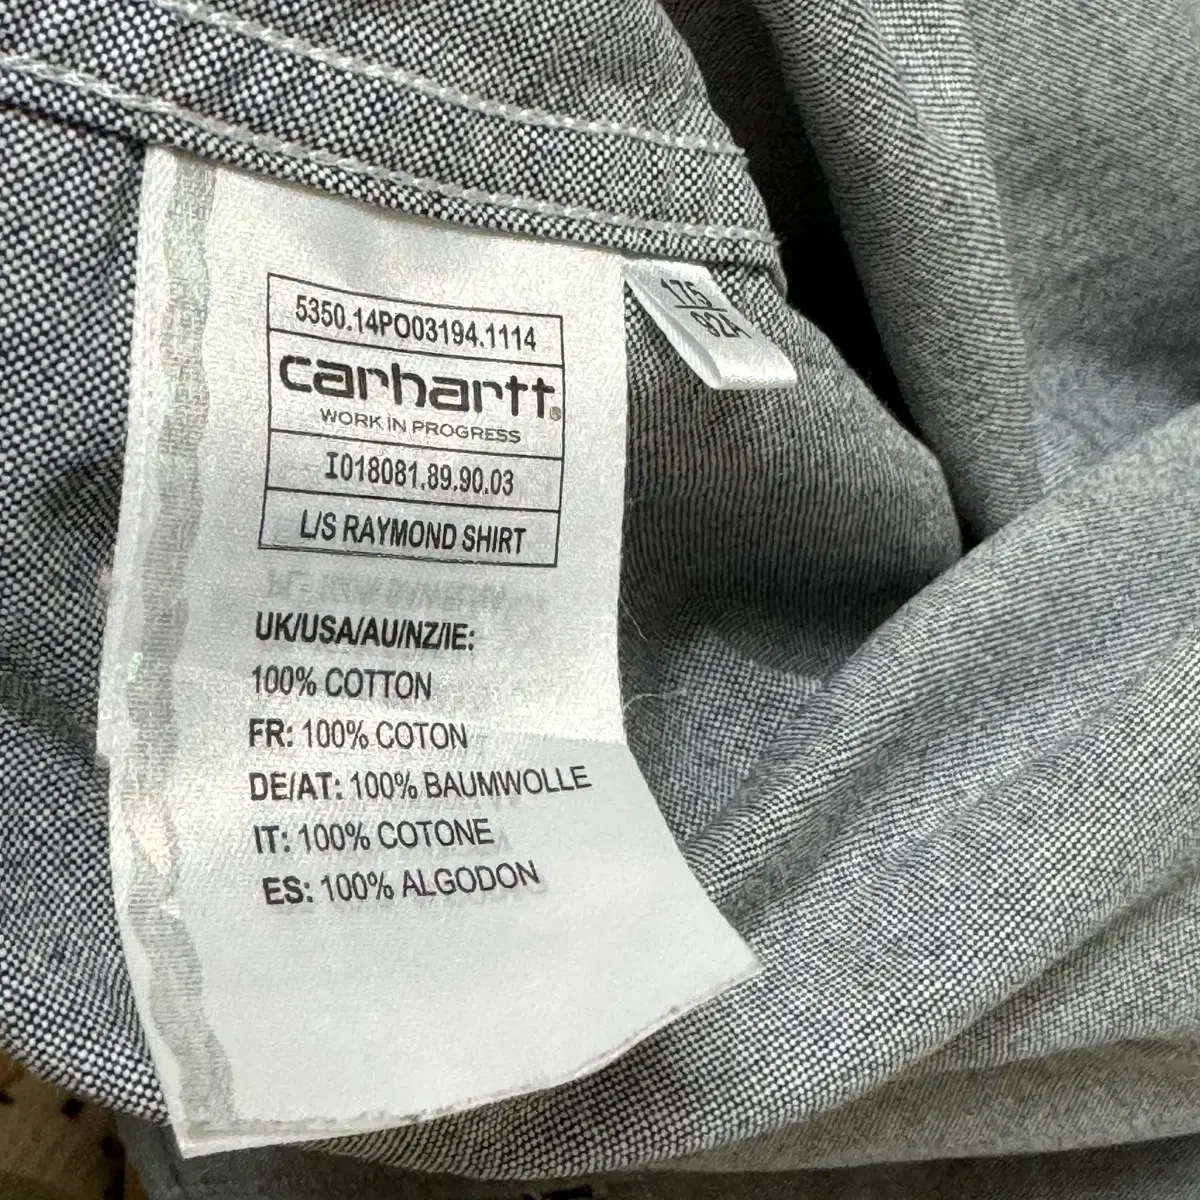 5350.14PO03194.1114
carhartt®
WORK IN PROGRESS
I018081.89.90.03
L/S RAYMOND SHIRT
UK/USA/AU/NZ/IE:
100% COTTON
FR: 100% COTON
DE/AT: 100% BAUMWOLLE
IT: 100% COTONE
ES: 100% ALGODON
175